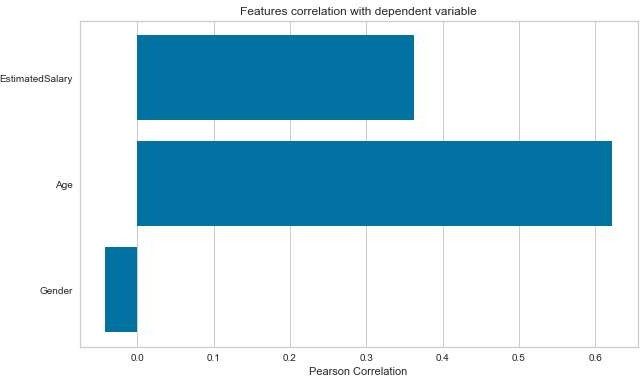 Features correlation with dependent variable
EstimatedSalary
Age
Gender
0.0 0.1 0.2 0.3 0.4 0.5 0.6
Pearson Correlation